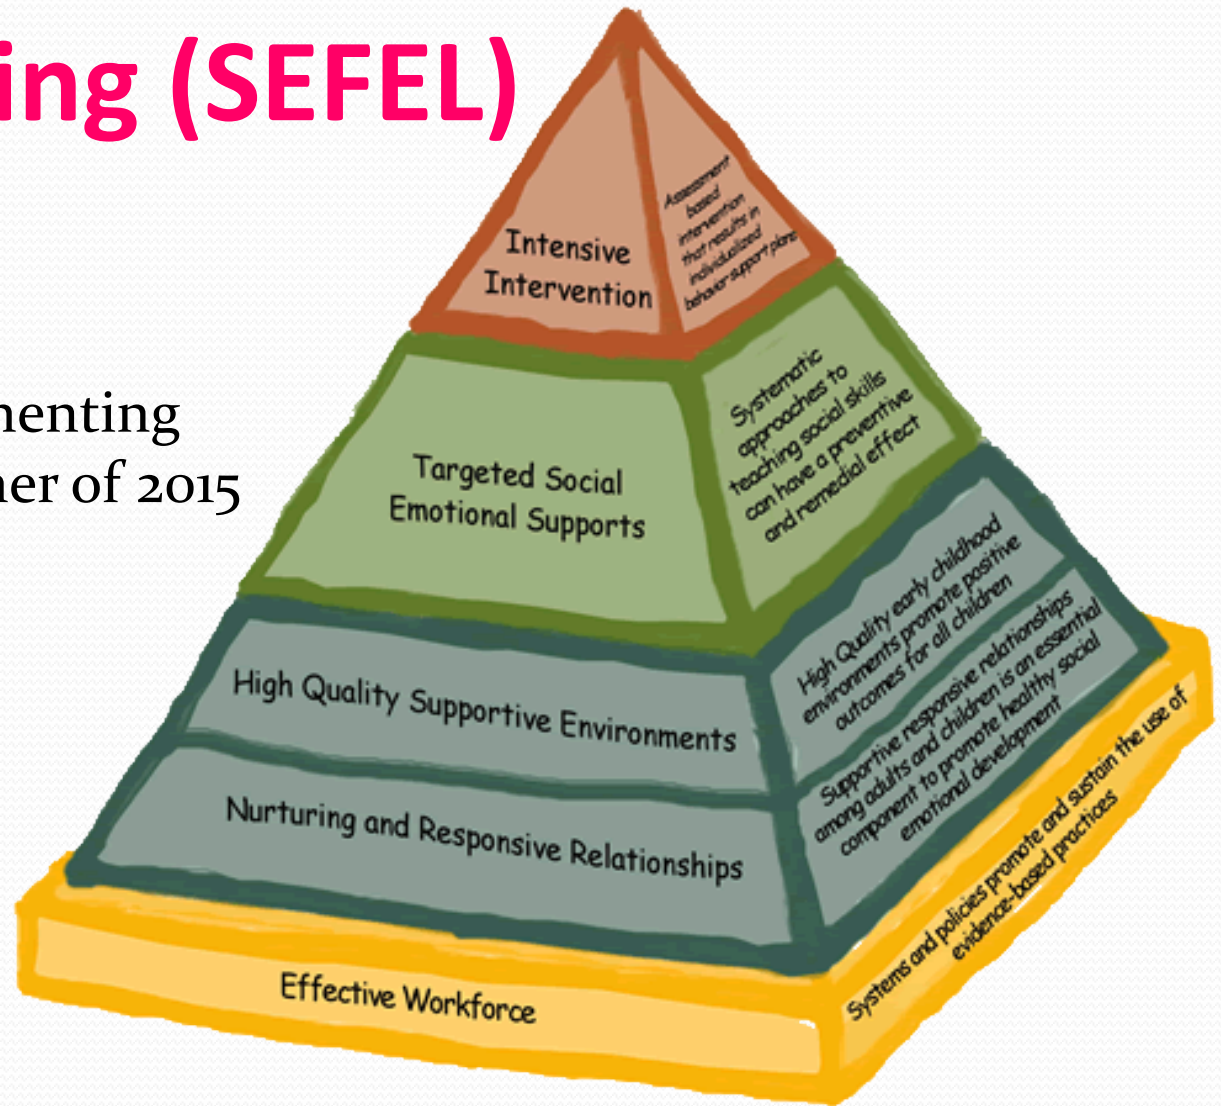 ing (SEFEL)
menting
ner of 2015
Intensive
Intervention
Assessment
based
intervention
that results in
individualized
behavior support plans
Targeted Social
Emotional Supports
Systematic
approaches to
teaching social skills
can have a preventive
and remedial effect
High Quality Supportive Environments
High Quality early childhood
environments promote positive
outcomes for all children
Nurturing and Responsive Relationships
Supportive responsive relationships
among adults and children is an essential
component to promote healthy social
emotional development
Effective Workforce
Systems and policies promote and sustain the use of
evidence-based practices